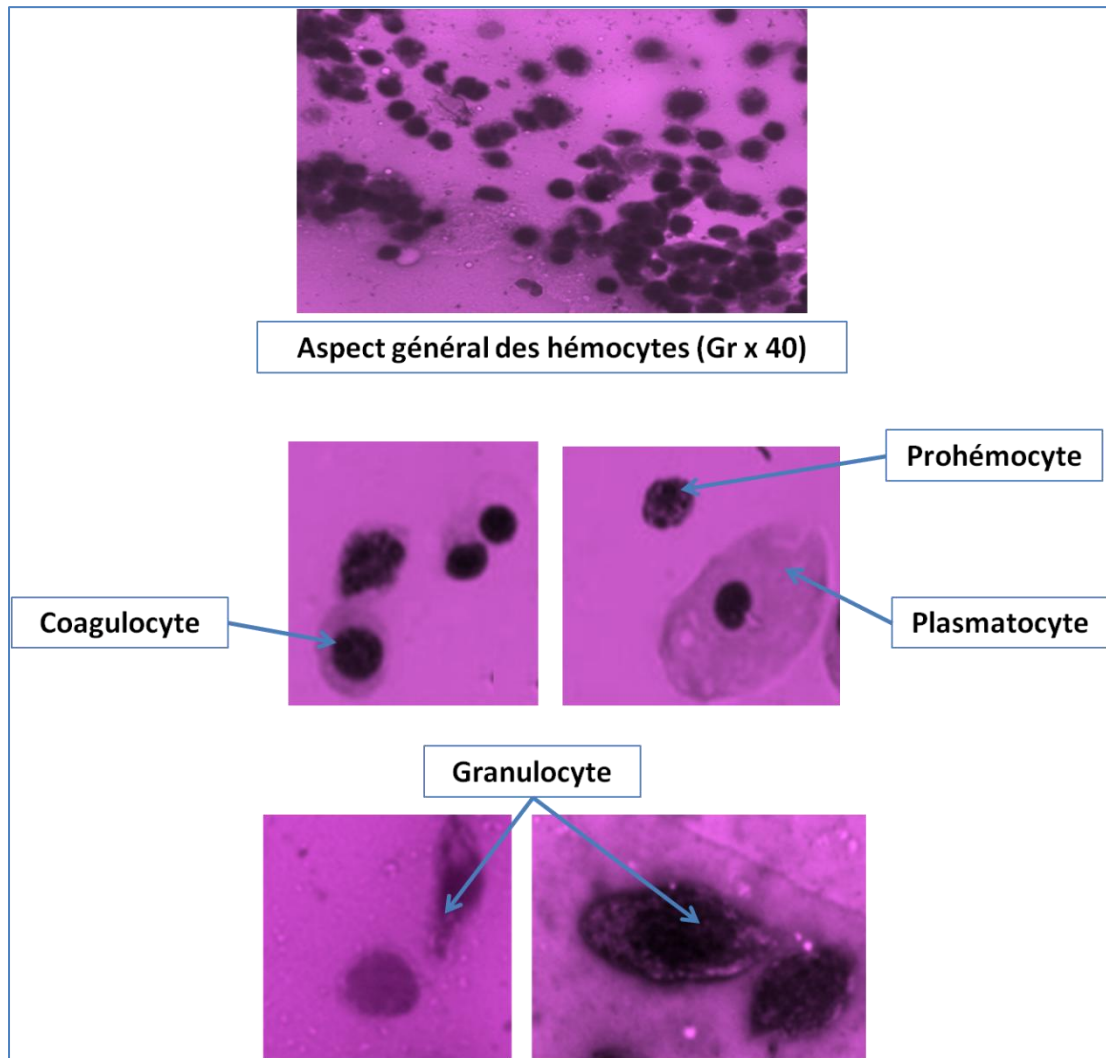 Aspect général des hémocytes (Gr x 40)
Prohémocyte
Coagulocyte
Plasmatocyte
Granulocyte